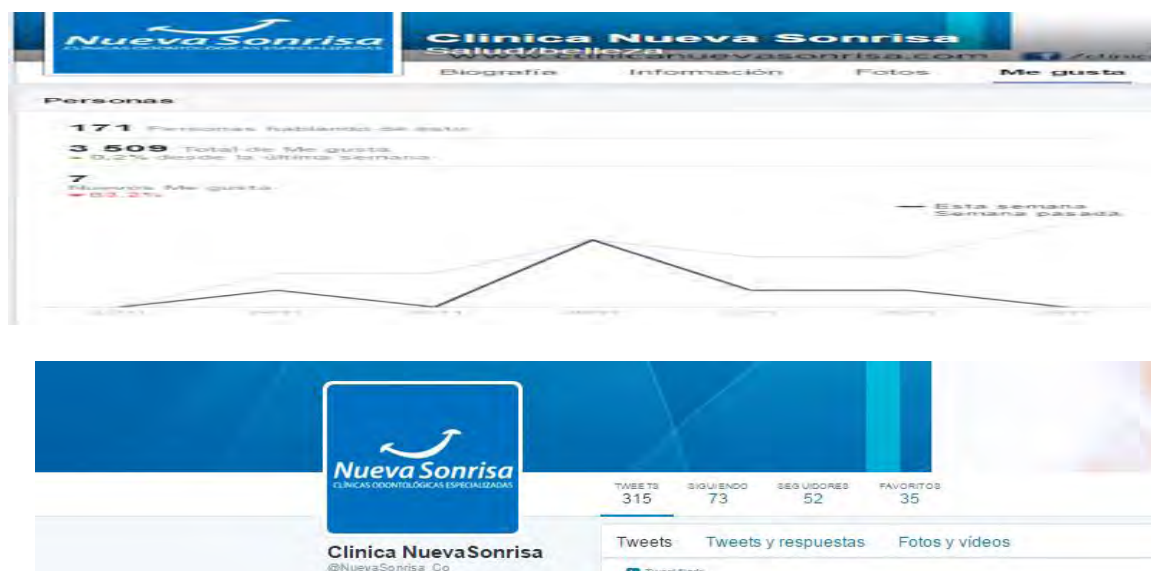 Nueva Sonrisa
CLÍNICAS ODONTOLÓGICAS ESPECIALIZADAS
Clinica Nueva Sonrisa
Salud/belleza
www.clinicanuevasonrisa.com
Biografía Información Fotos Me gusta
Personas
171 Personas hablando de esto
3 509 Total de Me gusta
0,2% desde la última semana
7
Nuevos Me gusta
Esta semana
Semana pasada
Nueva Sonrisa
CLÍNICAS ODONTOLÓGICAS ESPECIALIZADAS
TWEETS SIGUIENDO SEGUIDORES FAVORITOS
315 73 52 35
Clinica NuevaSonrisa
@NuevaSonrisa_Co
Tweets Tweets y respuestas Fotos y vídeos